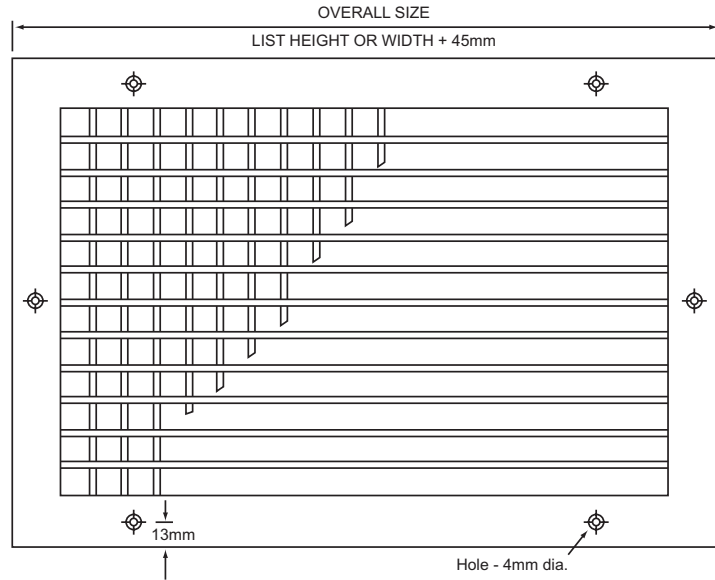 OVERALL SIZE
LIST HEIGHT OR WIDTH + 45mm
13mm
Hole - 4mm dia.